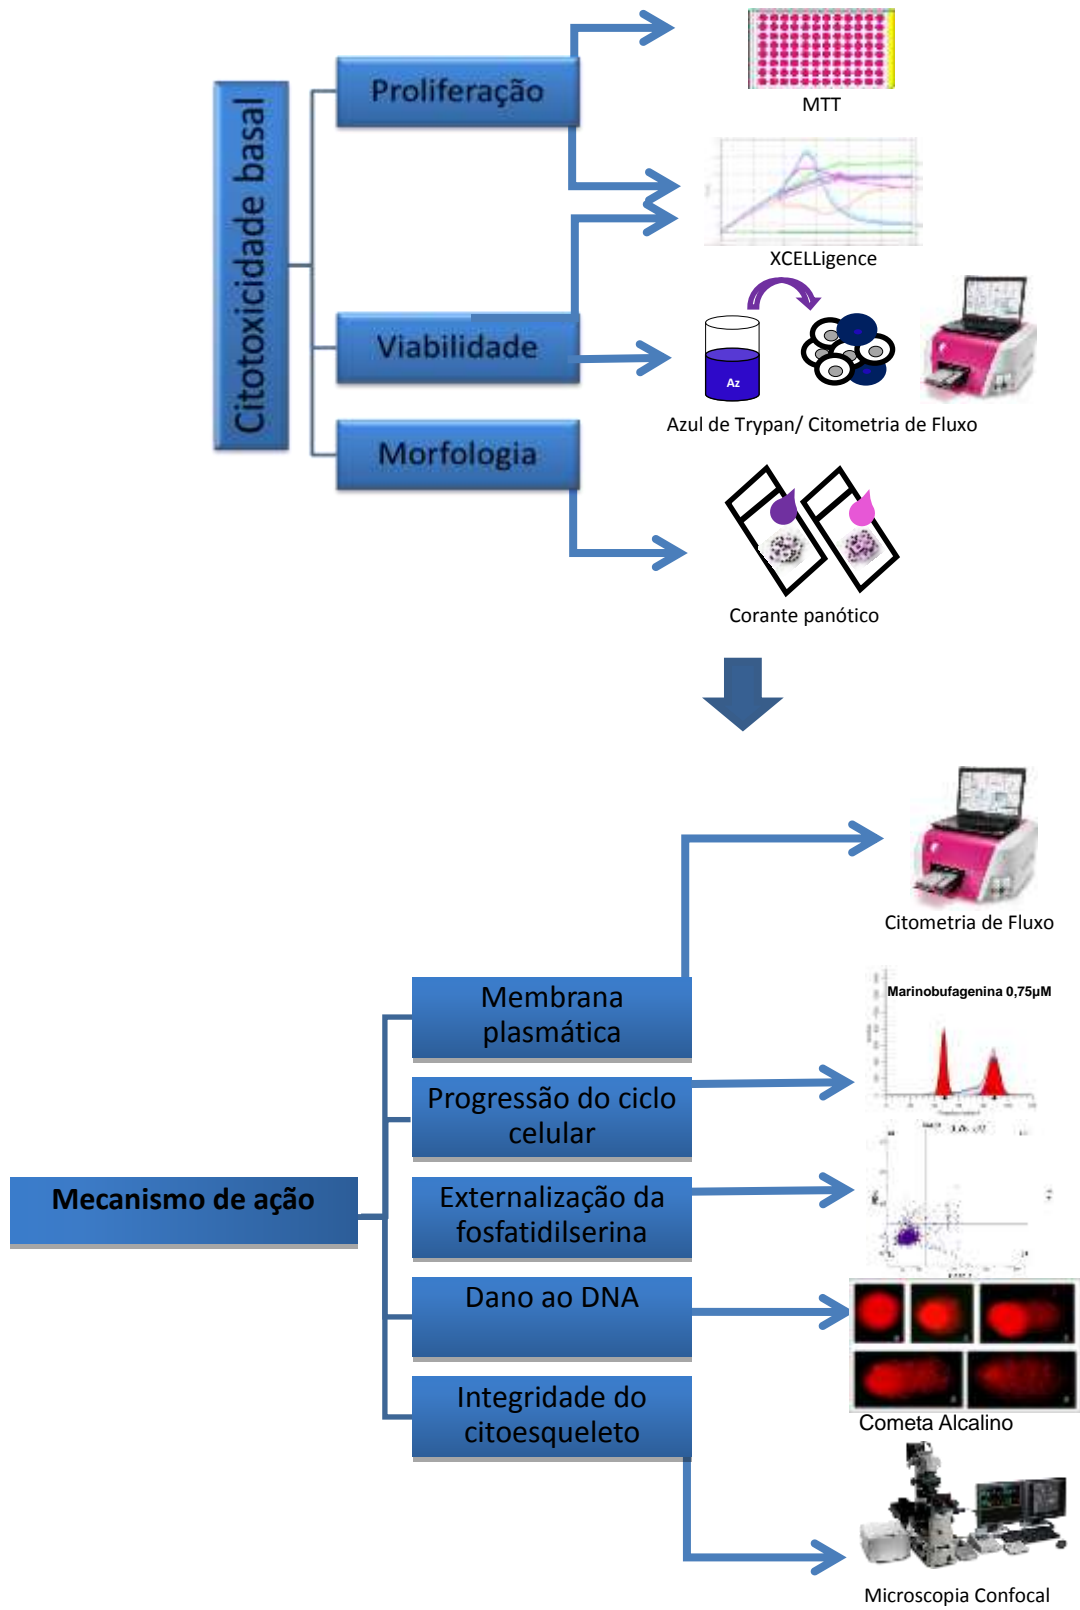 Citotoxicidade basal
Proliferação
MTT
XCELLigence
Viabilidade
Az
Azul de Trypan/ Citometria de Fluxo
Morfologia
Corante panótico
Citometria de Fluxo
Mecanismo de ação
Membrana
plasmática
Marinobufagenina 0,75µM
Progressão do ciclo
celular
Externalização da
fosfatidilserina
Dano ao DNA
Cometa Alcalino
Integridade do
citoesqueleto
Microscopia Confocal